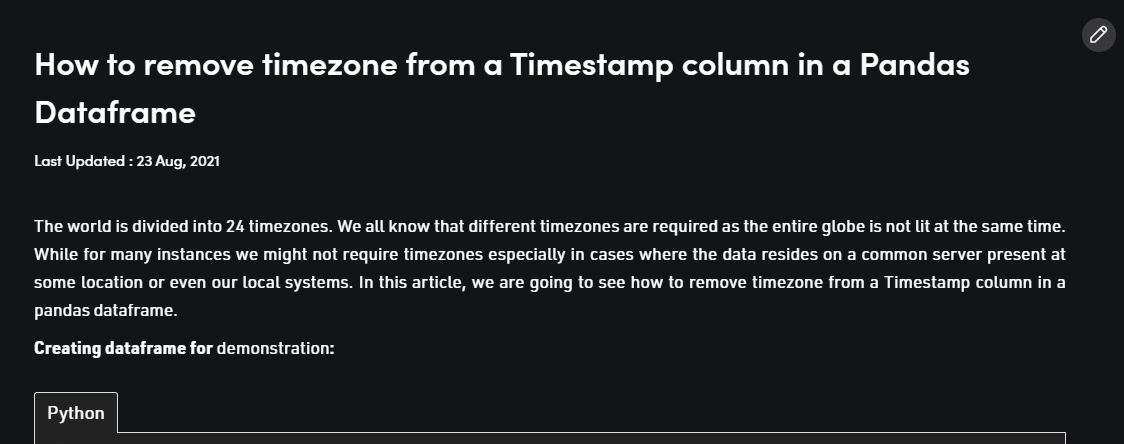 How to remove timezone from a Timestamp column in a Pandas
Dataframe
Last Updated : 23 Aug, 2021
The world is divided into 24 timezones. We all know that different timezones are required as the entire globe is not lit at the same time.
While for many instances we might not require timezones especially in cases where the data resides on a common server present at
some location or even our local systems. In this article, we are going to see how to remove timezone from a Timestamp column in a
pandas dataframe.
Creating dataframe for demonstration:
Python